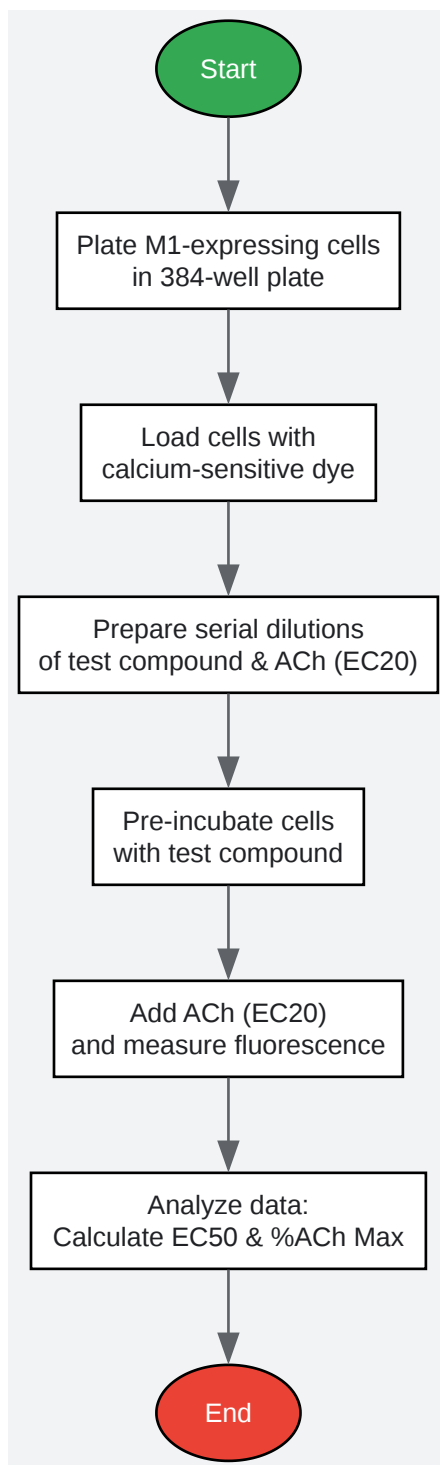 Start
Plate M1-expressing cells
in 384-well plate
Load cells with
calcium-sensitive dye
Prepare serial dilutions
of test compound & ACh (EC20)
Pre-incubate cells
with test compound
Add ACh (EC20)
and measure fluorescence
Analyze data:
Calculate EC50 & %ACh Max
End